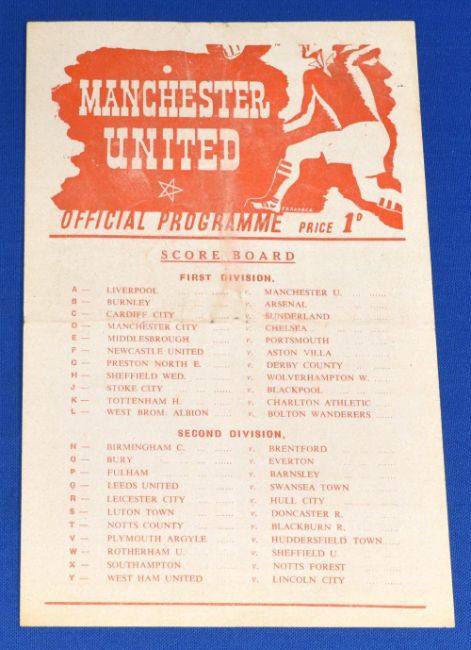 MANCHESTER
UNITED
OFFICIAL PROGRAMME PRICE 1D
SCORE BOARD
FIRST DIVISION,
A — LIVERPOOL ... ...... v. MANCHESTER U. ......
B — BURNLEY ... ...... v. ARSENAL ... ......
C — CARDIFF CITY ... ...... v. SUNDERLAND ... ......
D — MANCHESTER CITY ...... v. CHELSEA ... ......
E — MIDDLESBROUGH ...... v. PORTSMOUTH ......
F — NEWCASTLE UNITED ...... v. ASTON VILLA ......
G — PRESTON NORTH E. ...... v. DERBY COUNTY ......
H — SHEFFIELD WED. ...... v. WOLVERHAMPTON W. ......
J — STOKE CITY ... ...... v. BLACKPOOL ... ......
K — TOTTENHAM H. ...... v. CHARLTON ATHLETIC ......
L — WEST BROM. ALBION ...... v. BOLTON WANDERERS ......
SECOND DIVISION,
N — BIRMINGHAM C. ... ...... v. BRENTFORD ... ......
O — BURY ... ...... v. EVERTON ... ......
P — FULHAM ... ...... v. BARNSLEY ... ......
Q — LEEDS UNITED ...... v. SWANSEA TOWN ......
R — LEICESTER CITY ...... v. HULL CITY ... ......
S — LUTON TOWN ... ...... v. DONCASTER R. ......
T — NOTTS COUNTY ...... v. BLACKBURN R. ......
V — PLYMOUTH ARGYLE ...... v. HUDDERSFIELD TOWN ......
W — ROTHERHAM U. ...... v. SHEFFIELD U. ......
X — SOUTHAMPTON ...... v. NOTTS FOREST ......
Y — WEST HAM UNITED ...... v. LINCOLN CITY ... ......